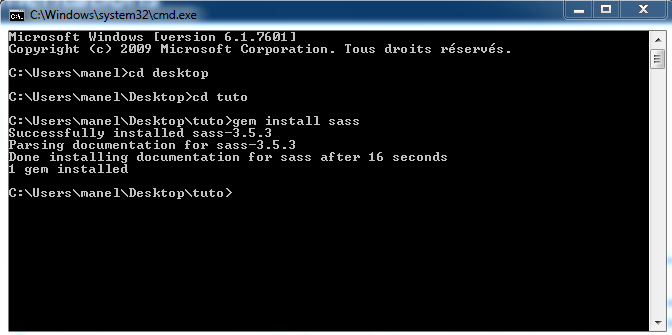 C:\Windows\system32\cmd.exe
Microsoft Windows [version 6.1.7601]
Copyright (c) 2009 Microsoft Corporation. Tous droits réservés.
C:\Users\manel>cd desktop
C:\Users\manel\Desktop>cd tuto
C:\Users\manel\Desktop\tuto>gem install sass
Successfully installed sass-3.5.3
Parsing documentation for sass-3.5.3
Done installing documentation for sass after 16 seconds
1 gem installed
C:\Users\manel\Desktop\tuto>